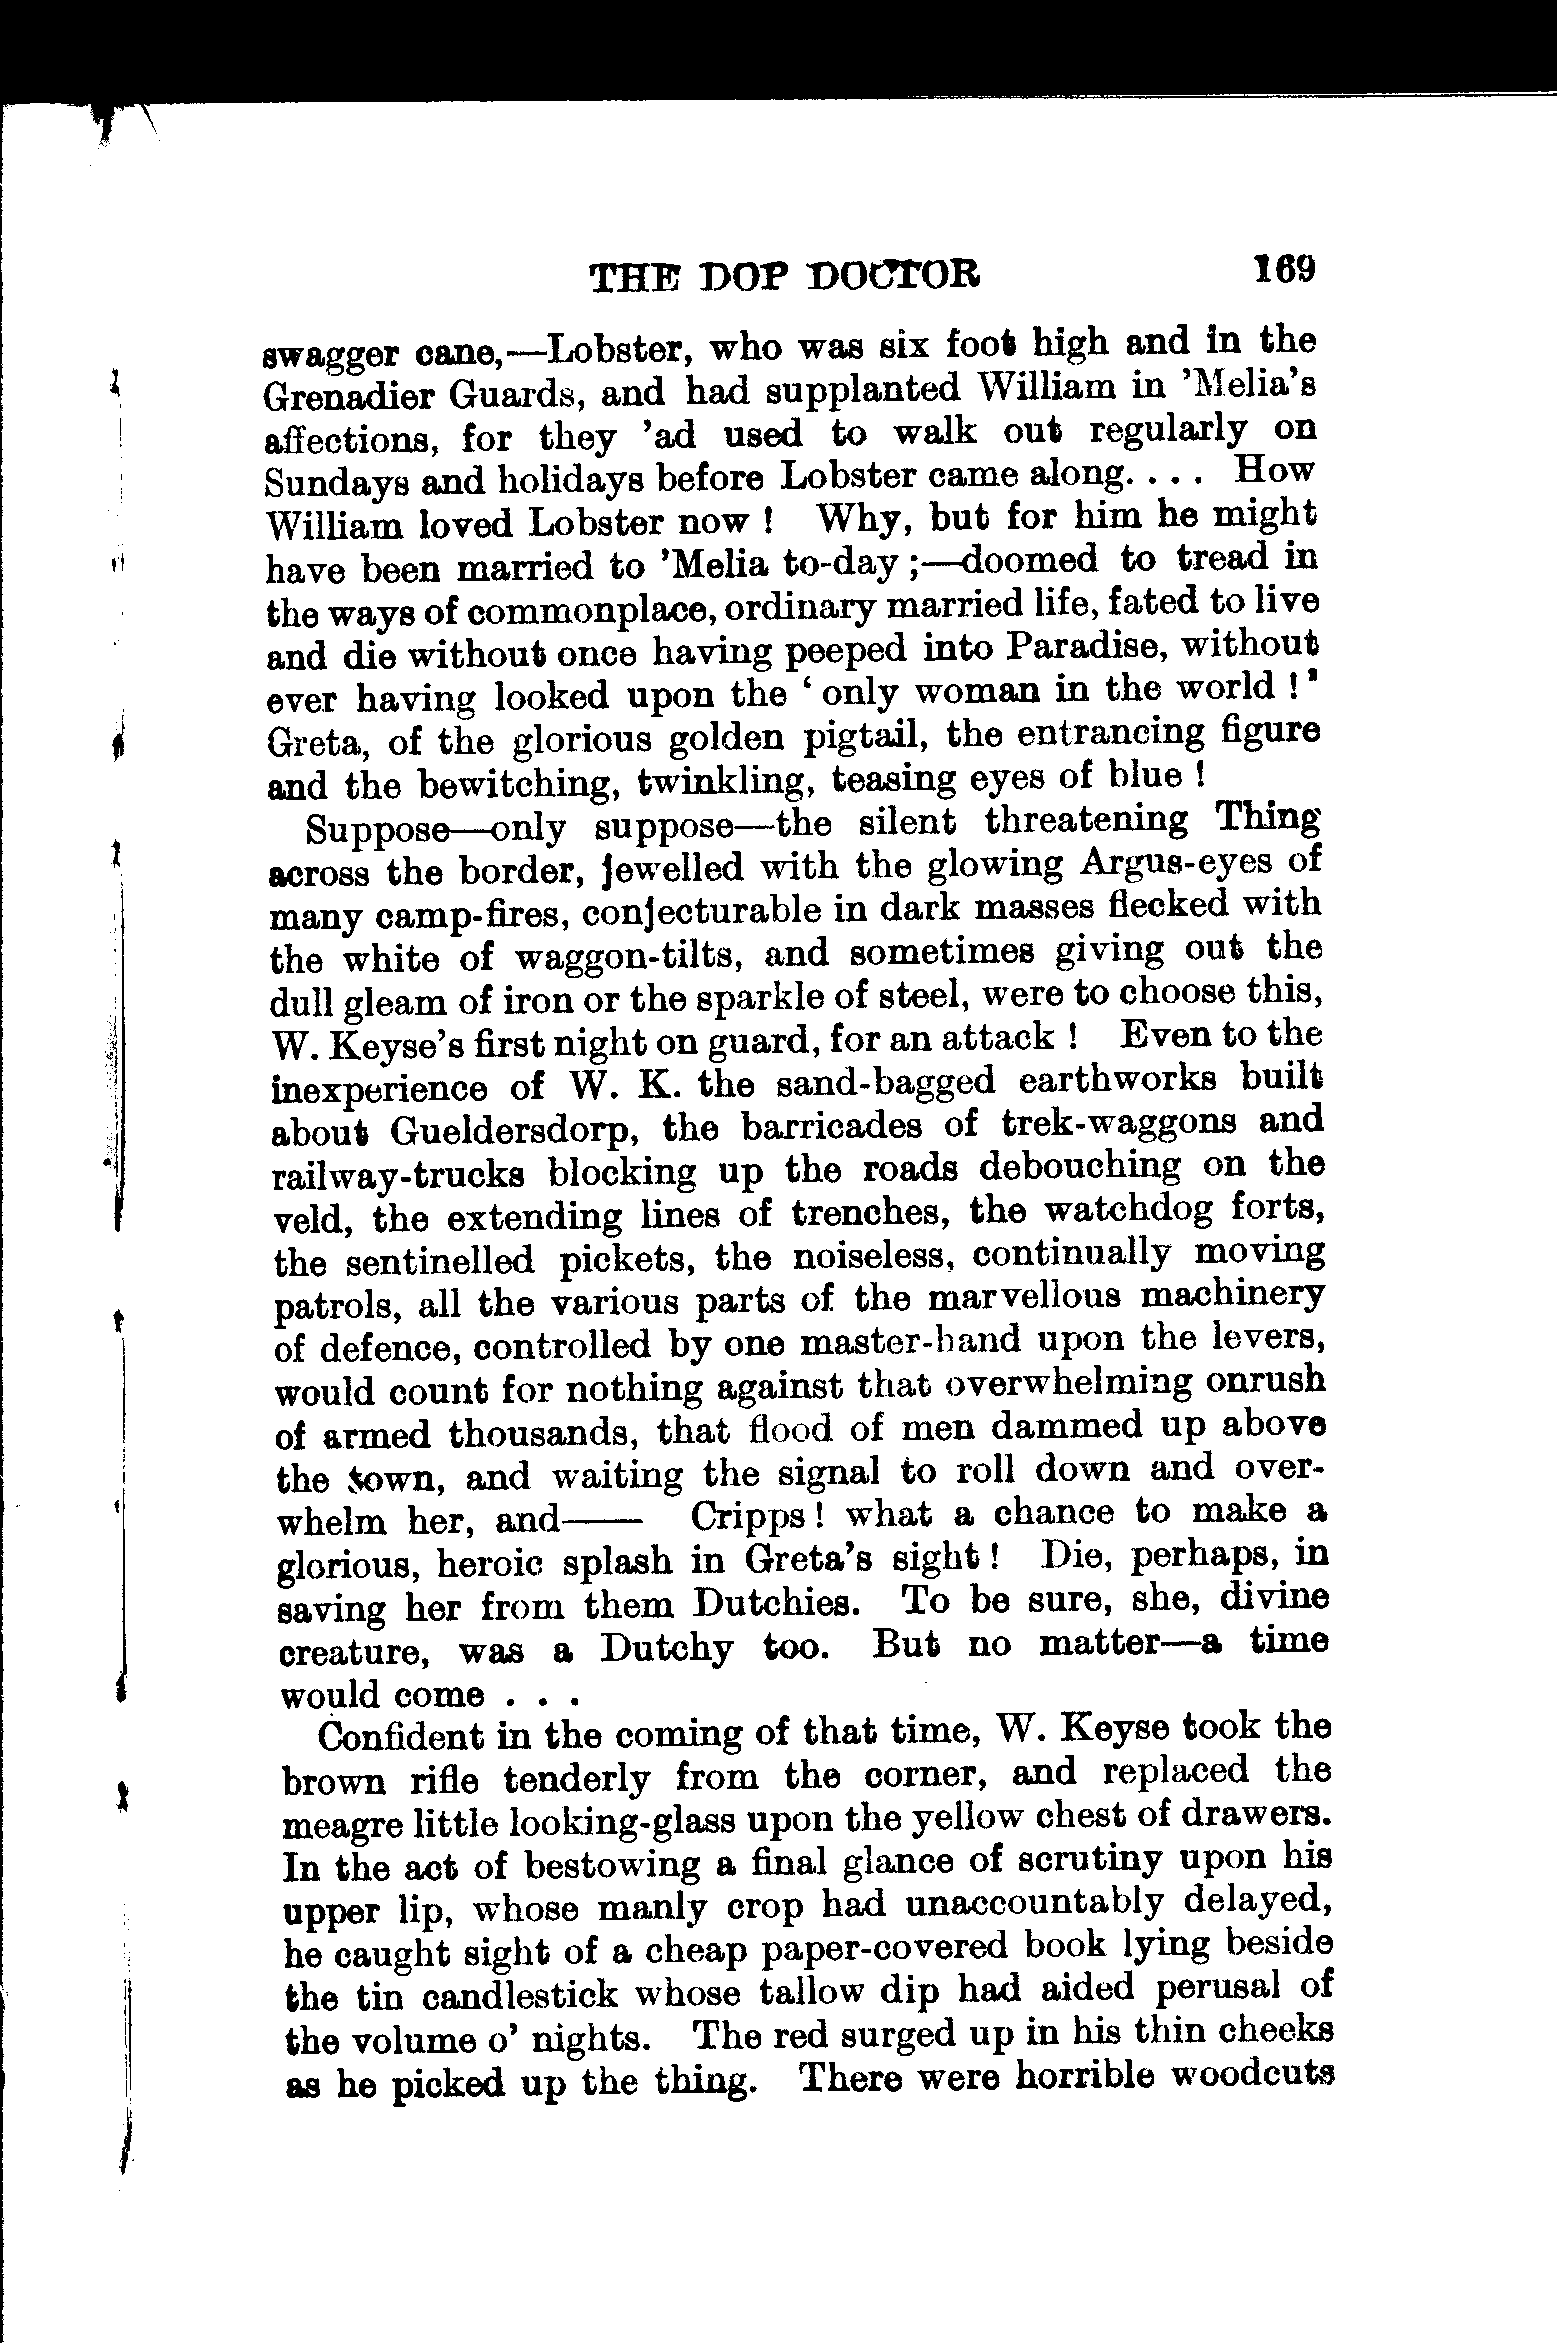 THE DOP DOCTOR 169
swagger cane,—Lobster, who was six foot high and in the
Grenadier Guards, and had supplanted William in 'Melia's
affections, for they 'ad used to walk out regularly on
Sundays and holidays before Lobster came along. . . . How
William loved Lobster now ! Why, but for him he might
have been married to 'Melia to-day ;—doomed to tread in
the ways of commonplace, ordinary married life, fated to live
and die without once having peeped into Paradise, without
ever having looked upon the ' only woman in the world ! '
Greta, of the glorious golden pigtail, the entrancing figure
and the bewitching, twinkling, teasing eyes of blue !
Suppose—only suppose—the silent threatening Thing
across the border, jewelled with the glowing Argus-eyes of
many camp-fires, conjecturable in dark masses flecked with
the white of waggon-tilts, and sometimes giving out the
dull gleam of iron or the sparkle of steel, were to choose this,
W. Keyse's first night on guard, for an attack ! Even to the
inexperience of W. K. the sand-bagged earthworks built
about Gueldersdorp, the barricades of trek-waggons and
railway-trucks blocking up the roads debouching on the
veld, the extending lines of trenches, the watchdog forts,
the sentinelled pickets, the noiseless, continually moving
patrols, all the various parts of the marvellous machinery
of defence, controlled by one master-hand upon the levers,
would count for nothing against that overwhelming onrush
of armed thousands, that flood of men dammed up above
the town, and waiting the signal to roll down and over-
whelm her, and—— Cripps ! what a chance to make a
glorious, heroic splash in Greta's sight ! Die, perhaps, in
saving her from them Dutchies. To be sure, she, divine
creature, was a Dutchy too. But no matter—a time
would come . . .
Confident in the coming of that time, W. Keyse took the
brown rifle tenderly from the corner, and replaced the
meagre little looking-glass upon the yellow chest of drawers.
In the act of bestowing a final glance of scrutiny upon his
upper lip, whose manly crop had unaccountably delayed,
he caught sight of a cheap paper-covered book lying beside
the tin candlestick whose tallow dip had aided perusal of
the volume o' nights. The red surged up in his thin cheeks
as he picked up the thing. There were horrible woodcuts